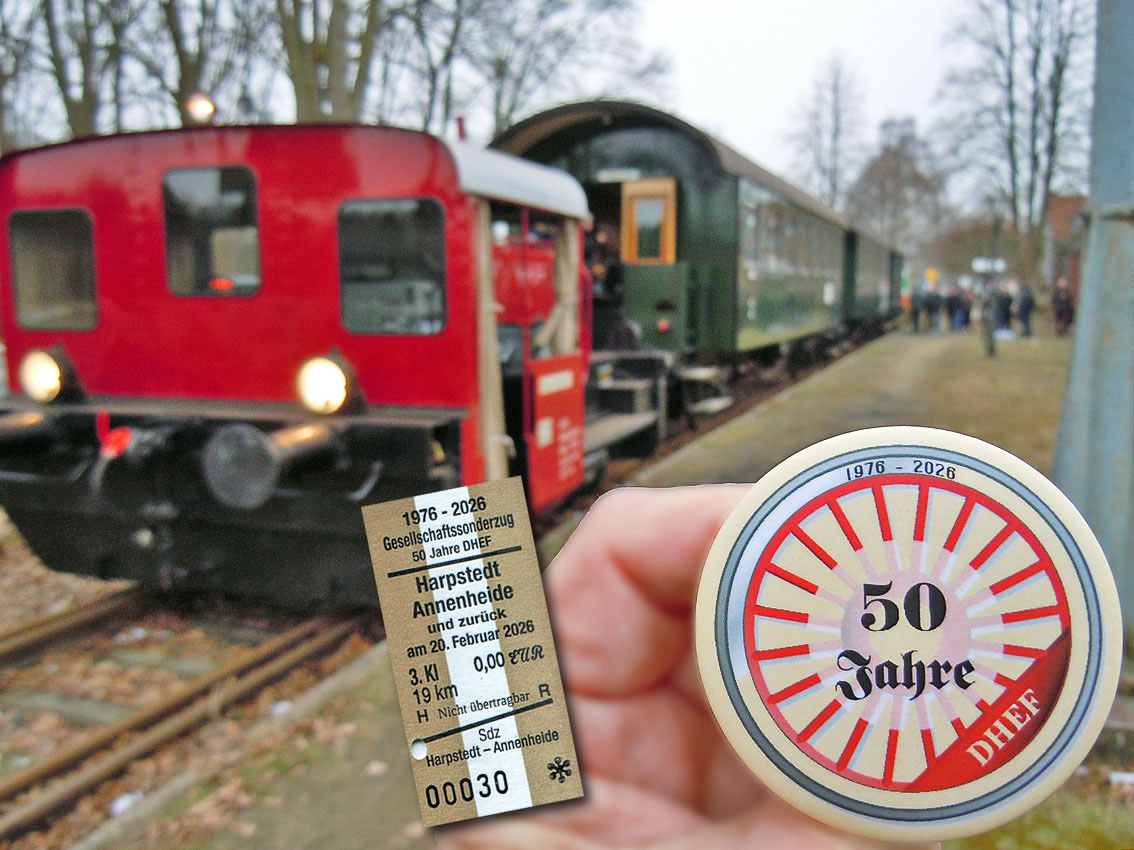 1976 - 2026
Gesellschaftssonderzug
50 Jahre DHEF
Harpstedt
Annenheide
und zurück
am 20. Februar 2026
3. Kl 0,00 EUR
19 km
H Nicht übertragbar R
Sdz
Harpstedt – Annenheide
00030
1976 - 2026
50
Jahre
DHEF